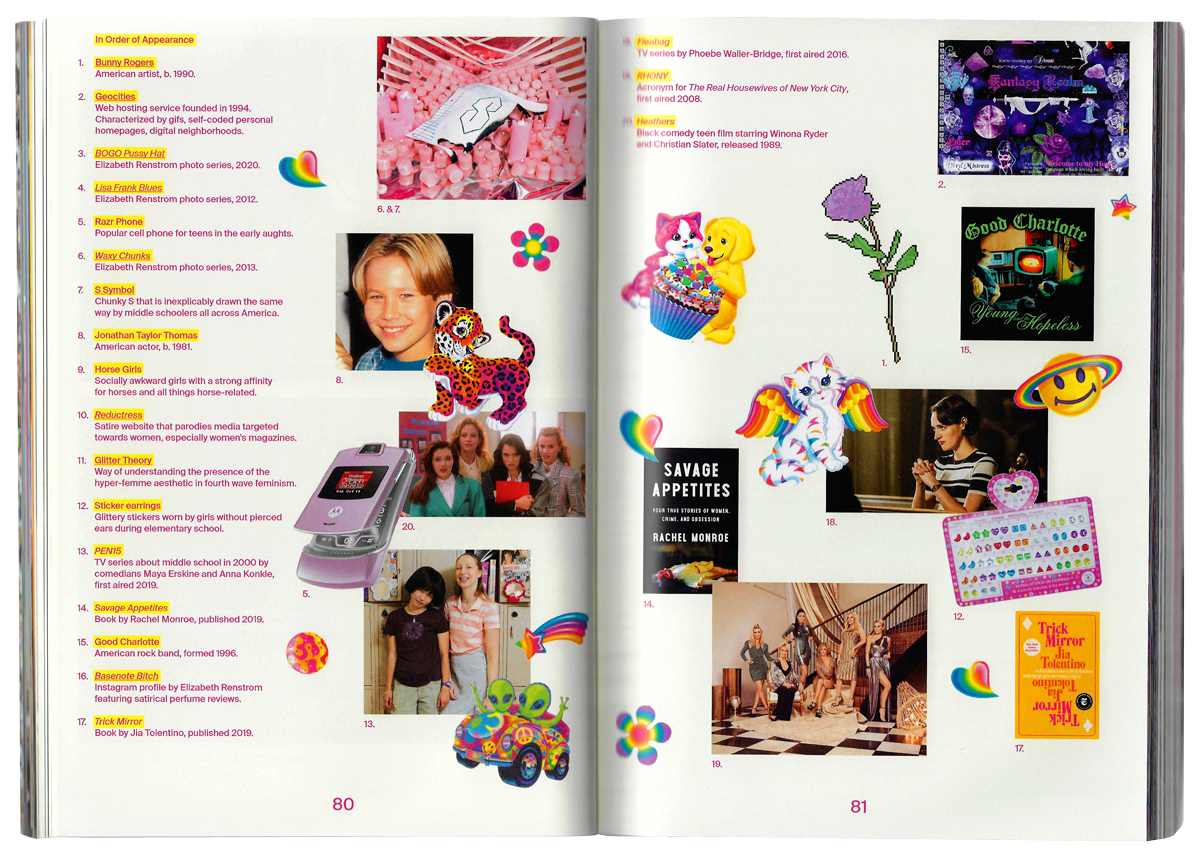 In Order of Appearance
1. Bunny Rogers
American artist, b. 1990.
2. Geocities
Web hosting service founded in 1994.
Characterized by gifs, self-coded personal
homepages, digital neighborhoods.
3. BOGO Pussy Hat
Elizabeth Renstrom photo series, 2020.
4. Lisa Frank Blues
Elizabeth Renstrom photo series, 2012.
5. Razr Phone
Popular cell phone for teens in the early aughts.
6. Waxy Chunks
Elizabeth Renstrom photo series, 2013.
7. S Symbol
Chunky S that is inexplicably drawn the same
way by middle schoolers all across America.
8. Jonathan Taylor Thomas
American actor, b. 1981.
9. Horse Girls
Socially awkward girls with a strong affinity
for horses and all things horse-related.
10. Reductress
Satire website that parodies media targeted
towards women, especially women's magazines.
11. Glitter Theory
Way of understanding the presence of the
hyper-femme aesthetic in fourth wave feminism.
12. Sticker earrings
Glittery stickers worn by girls without pierced
ears during elementary school.
13. PEN15
TV series about middle school in 2000 by
comedians Maya Erskine and Anna Konkle,
first aired 2019.
14. Savage Appetites
Book by Rachel Monroe, published 2019.
15. Good Charlotte
American rock band, formed 1996.
16. Basenote Bitch
Instagram profile by Elizabeth Renstrom
featuring satirical perfume reviews.
17. Trick Mirror
Book by Jia Tolentino, published 2019.
6. & 7.
8.
20.
5.
13.
80
18. Fleabag
TV series by Phoebe Waller-Bridge, first aired 2016.
19. RHONY
Acronym for The Real Housewives of New York City,
first aired 2008.
20. Heathers
Black comedy teen film starring Winona Ryder
and Christian Slater, released 1989.
Fantasy Realm
Enter
2.
Good Charlotte
Young Hopeless
15.
1.
SAVAGE
APPETITES
FOUR TRUE STORIES OF WOMEN,
CRIME, AND OBSESSION
RACHEL MONROE
14.
18.
12.
Trick
Mirror
Jia
Tolentino
Tolentino
Jia
Mirror
Trick
17.
19.
81